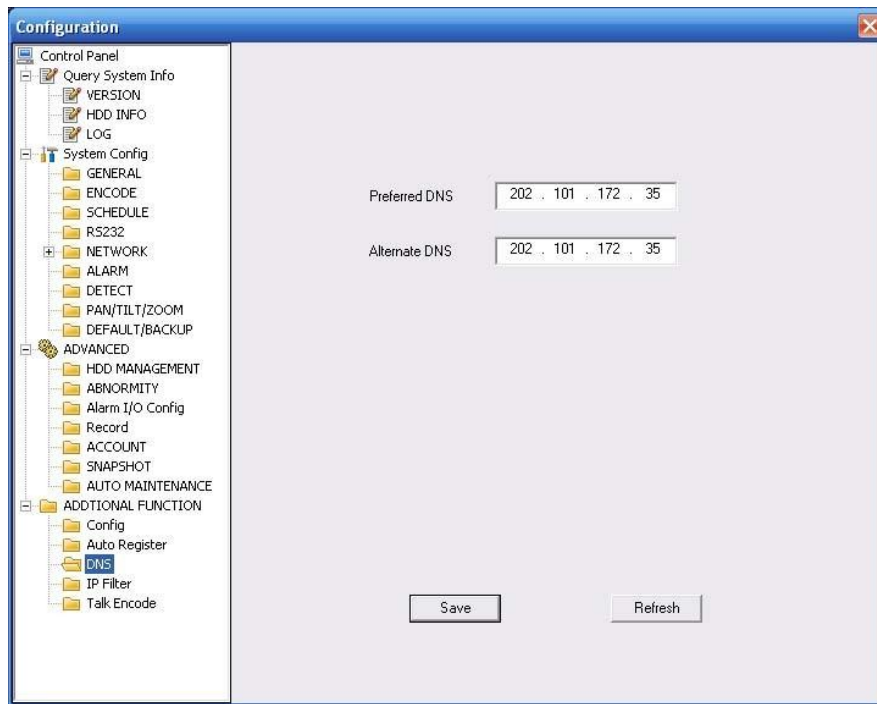 Configuration
Control Panel
Query System Info
VERSION
HDD INFO
LOG
System Config
GENERAL
ENCODE
SCHEDULE
RS232
NETWORK
ALARM
DETECT
PAN/TILT/ZOOM
DEFAULT/BACKUP
ADVANCED
HDD MANAGEMENT
ABNORMITY
Alarm I/O Config
Record
ACCOUNT
SNAPSHOT
AUTO MAINTENANCE
ADDTIONAL FUNCTION
Config
Auto Register
DNS
IP Filter
Talk Encode
Preferred DNS 202 . 101 . 172 . 35
Alternate DNS 202 . 101 . 172 . 35
Save Refresh